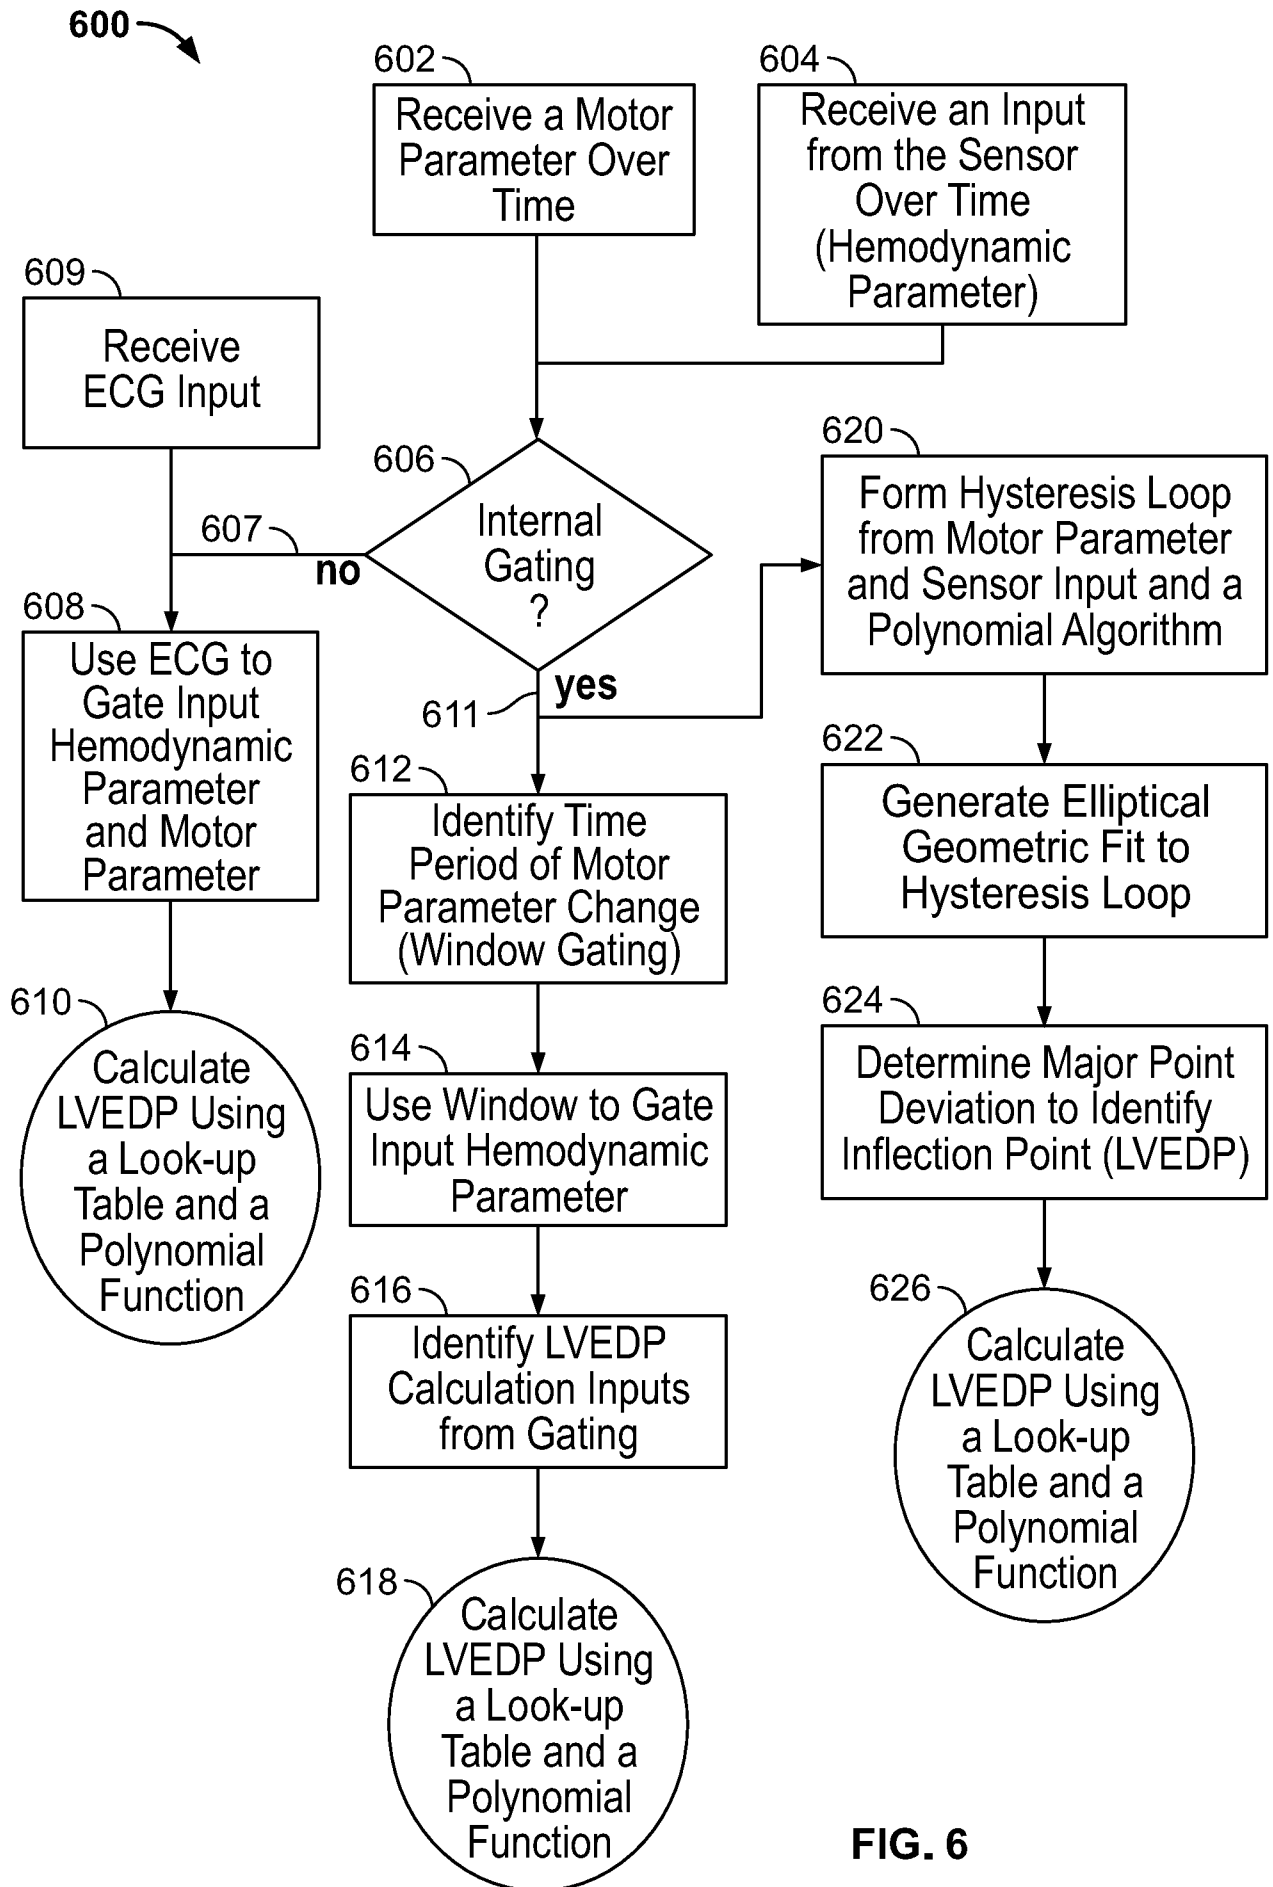 600
602
Receive a Motor
Parameter Over
Time
604
Receive an Input
from the Sensor
Over Time
(Hemodynamic
Parameter)
609
Receive
ECG Input
606
Internal
Gating
?
607
no
608
Use ECG to
Gate Input
Hemodynamic
Parameter
and Motor
Parameter
610
Calculate
LVEDP Using
a Look-up
Table and a
Polynomial
Function
yes
611
612
Identify Time
Period of Motor
Parameter Change
(Window Gating)
614
Use Window to Gate
Input Hemodynamic
Parameter
616
Identify LVEDP
Calculation Inputs
from Gating
618
Calculate
LVEDP Using
a Look-up
Table and a
Polynomial
Function
620
Form Hysteresis Loop
from Motor Parameter
and Sensor Input and a
Polynomial Algorithm
622
Generate Elliptical
Geometric Fit to
Hysteresis Loop
624
Determine Major Point
Deviation to Identify
Inflection Point (LVEDP)
626
Calculate
LVEDP Using
a Look-up
Table and a
Polynomial
Function
FIG. 6